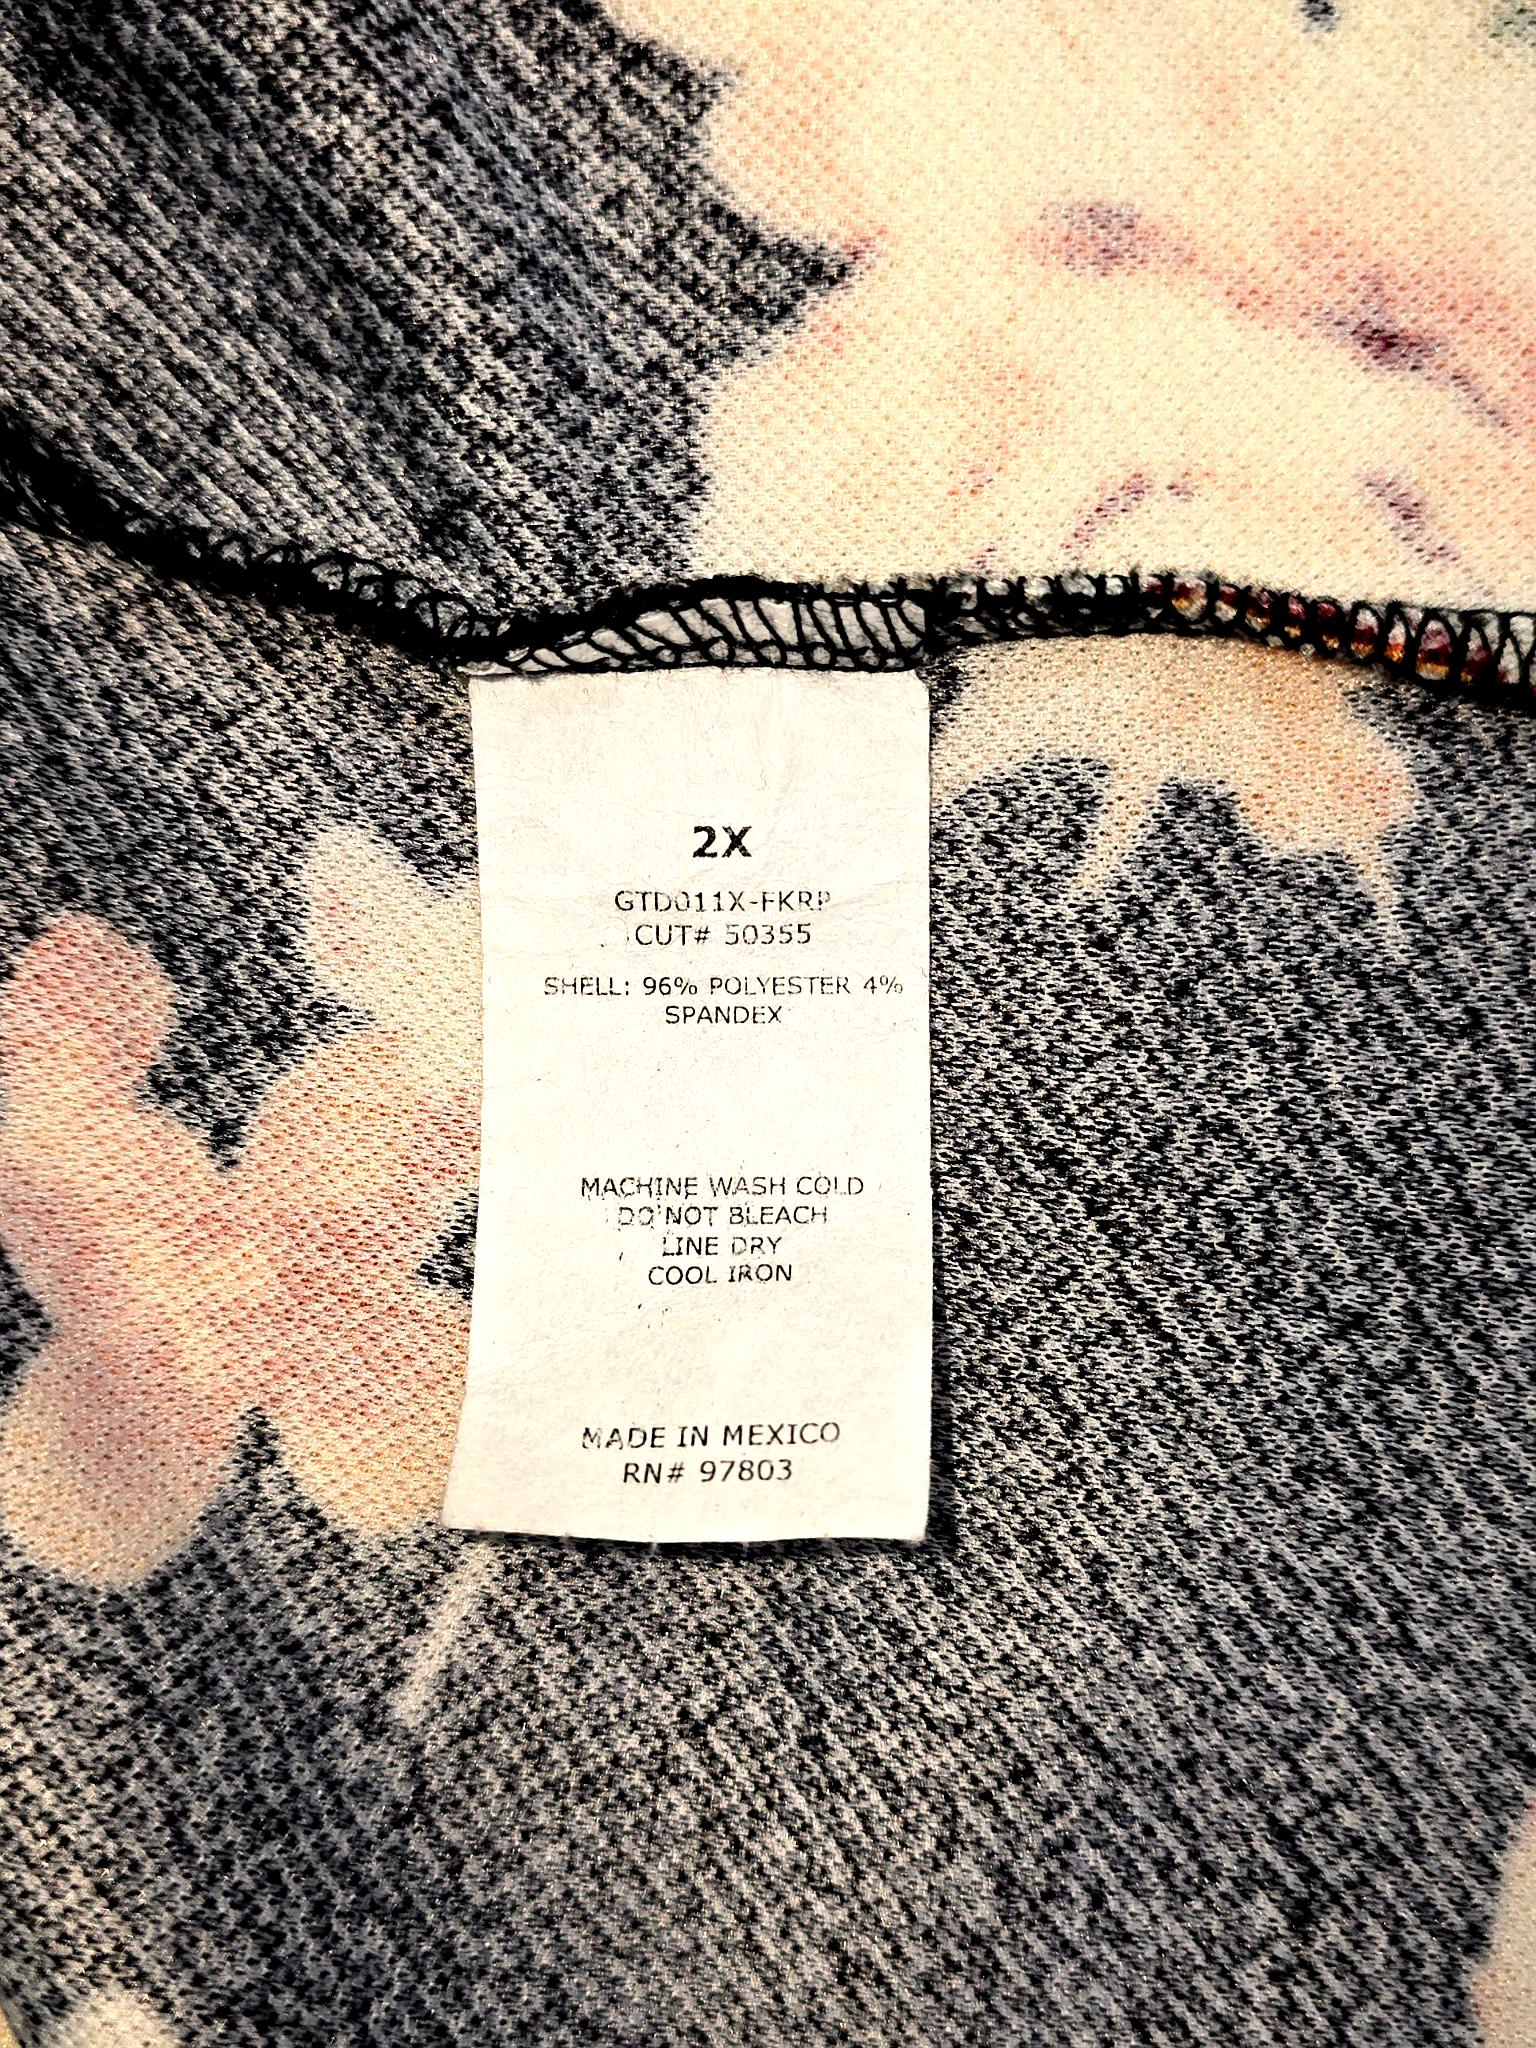 2X
GTD011X-FKRP
CUT# 50355
SHELL: 96% POLYESTER 4%
SPANDEX
MACHINE WASH COLD
DO NOT BLEACH
LINE DRY
COOL IRON
MADE IN MEXICO
RN# 97803